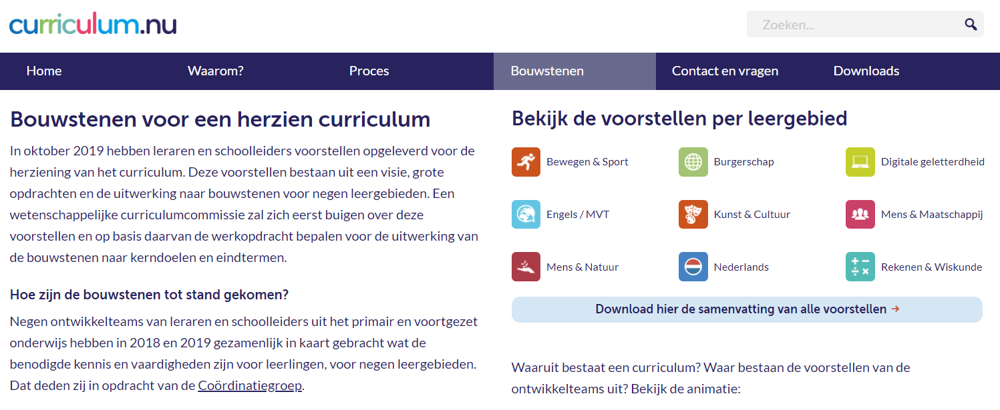 curriculum.nu
Zoeken...
Home
Waarom?
Proces
Bouwstenen
Contact en vragen
Downloads
Bouwstenen voor een herzien curriculum
In oktober 2019 hebben leraren en schoolleiders voorstellen opgeleverd voor de
herziening van het curriculum. Deze voorstellen bestaan uit een visie, grote
opdrachten en de uitwerking naar bouwstenen voor negen leergebieden. Een
wetenschappelijke curriculumcommissie zal zich eerst buigen over deze
voorstellen en op basis daarvan de werkopdracht bepalen voor de uitwerking van
de bouwstenen naar kerndoelen en eindtermen.
Hoe zijn de bouwstenen tot stand gekomen?
Negen ontwikkelteams van leraren en schoolleiders uit het primair en voortgezet
onderwijs hebben in 2018 en 2019 gezamenlijk in kaart gebracht wat de
benodigde kennis en vaardigheden zijn voor leerlingen, voor negen leergebieden.
Dat deden zij in opdracht van de Coördinatiegroep.
Bekijk de voorstellen per leergebied
Bewegen & Sport
Burgerschap
Digitale geletterdheid
Engels / MVT
Kunst & Cultuur
Mens & Maatschappij
Mens & Natuur
Nederlands
Rekenen & Wiskunde
Download hier de samenvatting van alle voorstellen →
Waaruit bestaat een curriculum? Waar bestaan de voorstellen van de
ontwikkelteams uit? Bekijk de animatie: